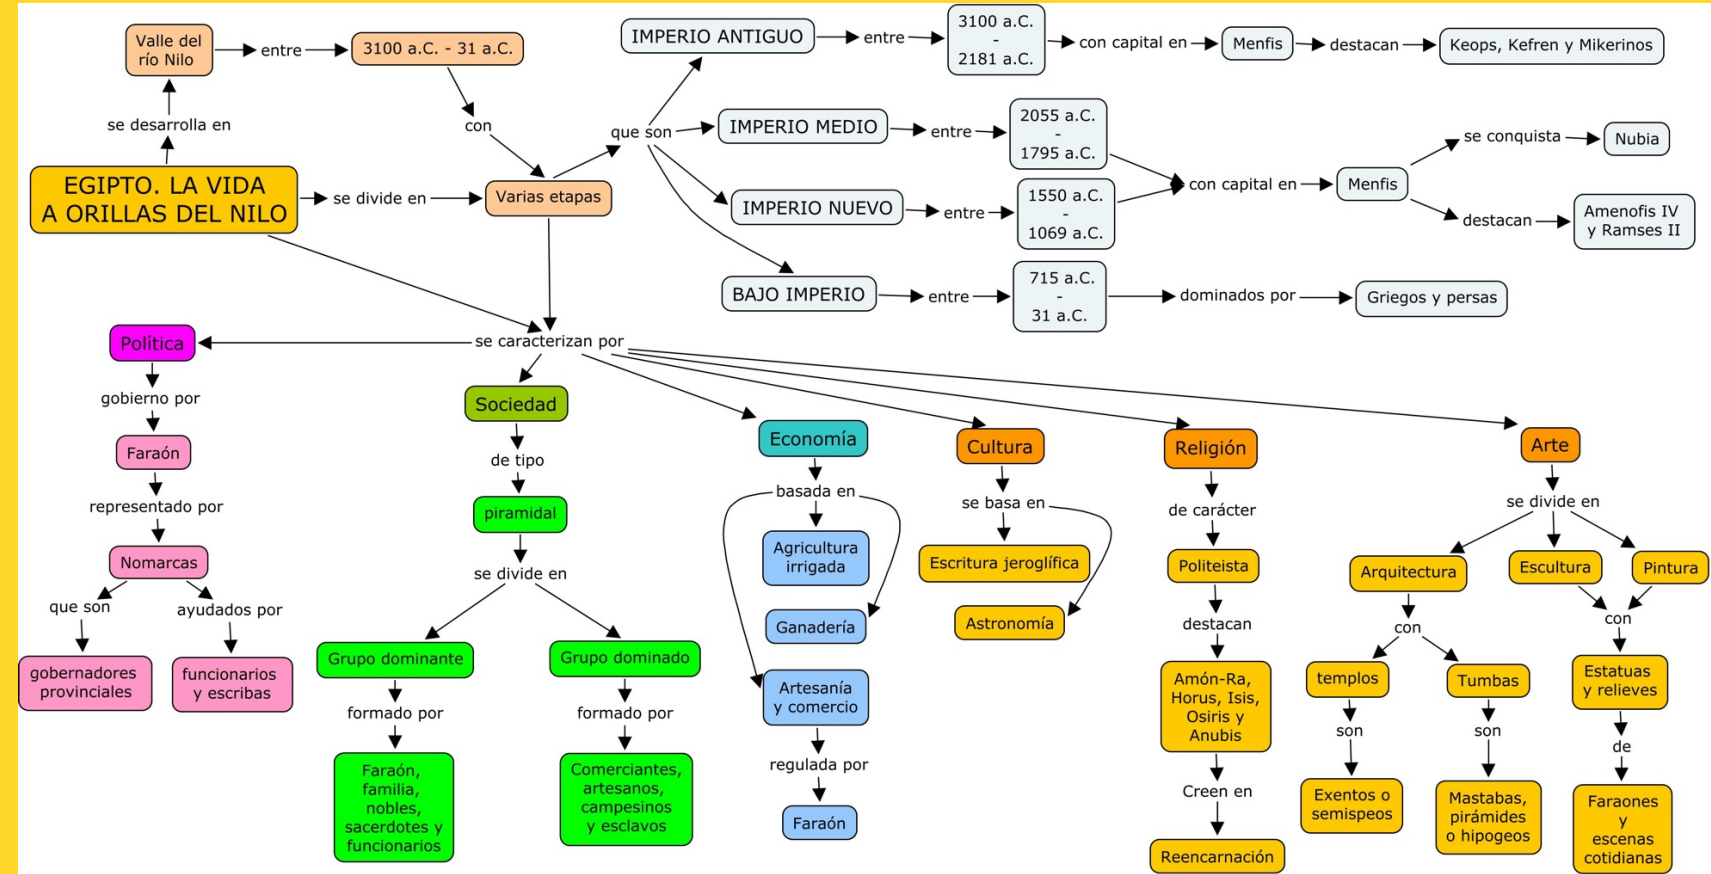 EGIPTO. LA VIDA
A ORILLAS DEL NILO
se desarrolla en
Valle del
río Nilo
entre
3100 a.C. - 31 a.C.
con
se divide en
Varias etapas
que son
IMPERIO ANTIGUO
entre
3100 a.C.
-
2181 a.C.
con capital en
Menfis
destacan
Keops, Kefren y Mikerinos
IMPERIO MEDIO
entre
2055 a.C.
-
1795 a.C.
IMPERIO NUEVO
entre
1550 a.C.
-
1069 a.C.
con capital en
Menfis
se conquista
Nubia
destacan
Amenofis IV
y Ramses II
BAJO IMPERIO
entre
715 a.C.
-
31 a.C.
dominados por
Griegos y persas
se caracterizan por
Política
gobierno por
Faraón
representado por
Nomarcas
que son
gobernadores
provinciales
ayudados por
funcionarios
y escribas
Sociedad
de tipo
piramidal
se divide en
Grupo dominante
formado por
Faraón,
familia,
nobles,
sacerdotes y
funcionarios
Grupo dominado
formado por
Comerciantes,
artesanos,
campesinos
y esclavos
Economía
basada en
Agricultura
irrigada
Ganadería
Artesanía
y comercio
regulada por
Faraón
Cultura
se basa en
Escritura jeroglífica
Astronomía
Religión
de carácter
Politeista
destacan
Amón-Ra,
Horus, Isis,
Osiris y
Anubis
Creen en
Reencarnación
Arte
se divide en
Arquitectura
con
templos
son
Exentos o
semispeos
Tumbas
son
Mastabas,
pirámides
o hipogeos
Escultura
Pintura
con
Estatuas
y relieves
de
Faraones
y
escenas
cotidianas